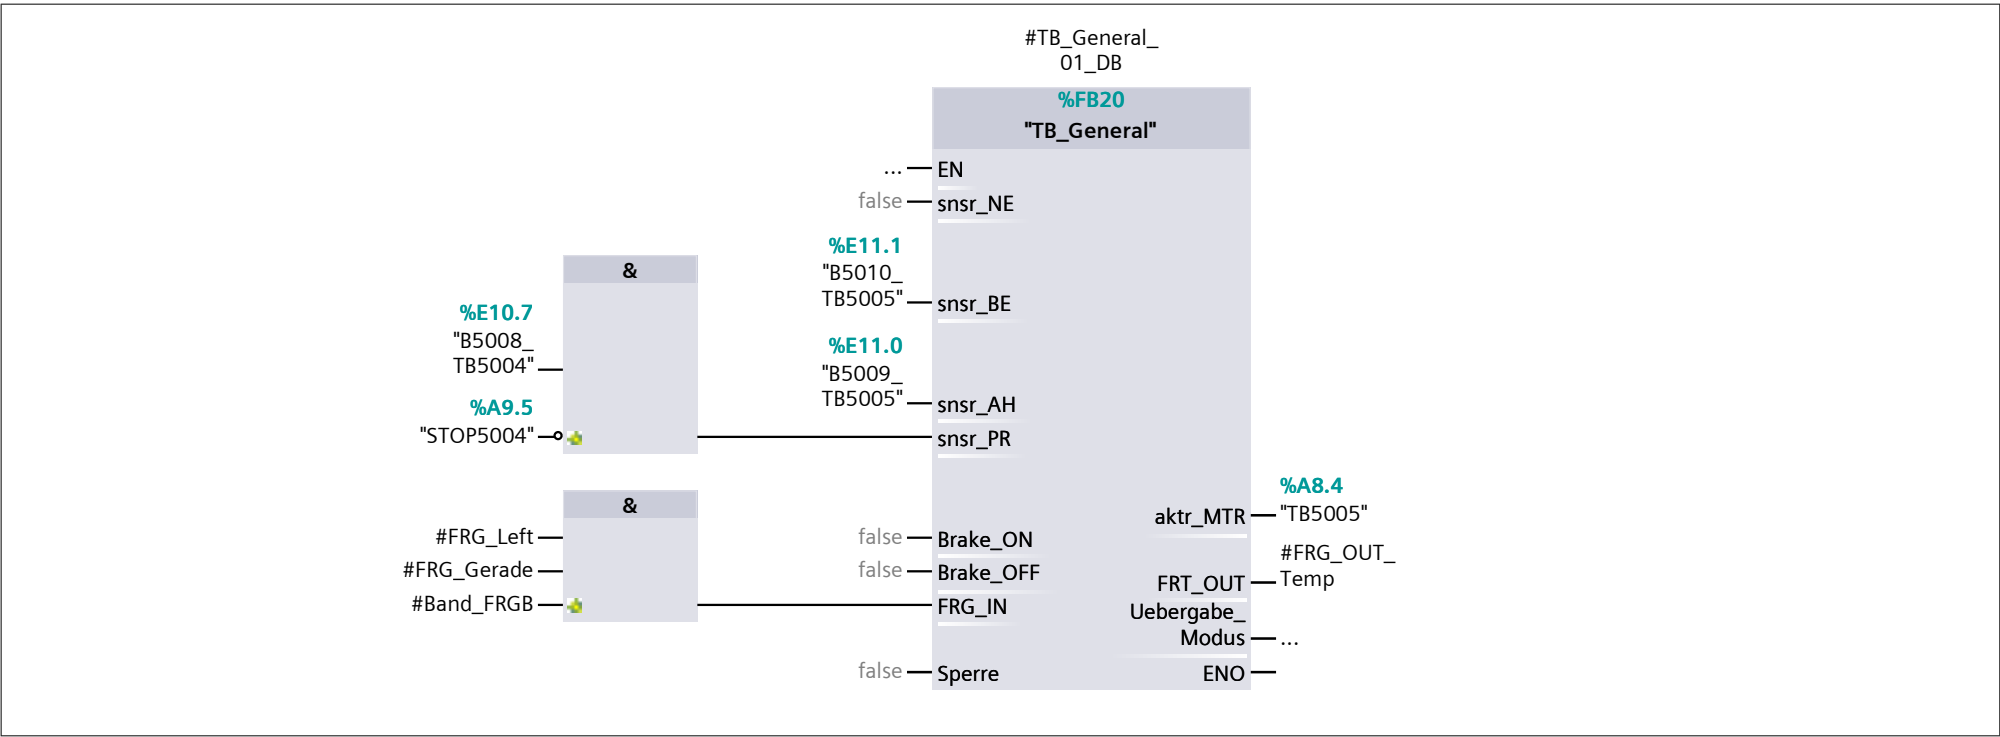 #TB_General_
01_DB
%FB20
"TB_General"
... EN
false snsr_NE
%E11.1
"B5010_
TB5005" snsr_BE
&
%E10.7
"B5008_
TB5004"
%E11.0
"B5009_
TB5005" snsr_AH
%A9.5
"STOP5004" snsr_PR
&
#FRG_Left
#FRG_Gerade
#Band_FRGB
false Brake_ON
false Brake_OFF
FRG_IN
false Sperre
%A8.4
aktr_MTR "TB5005"
#FRG_OUT_
FRT_OUT Temp
Uebergabe_
Modus ...
ENO